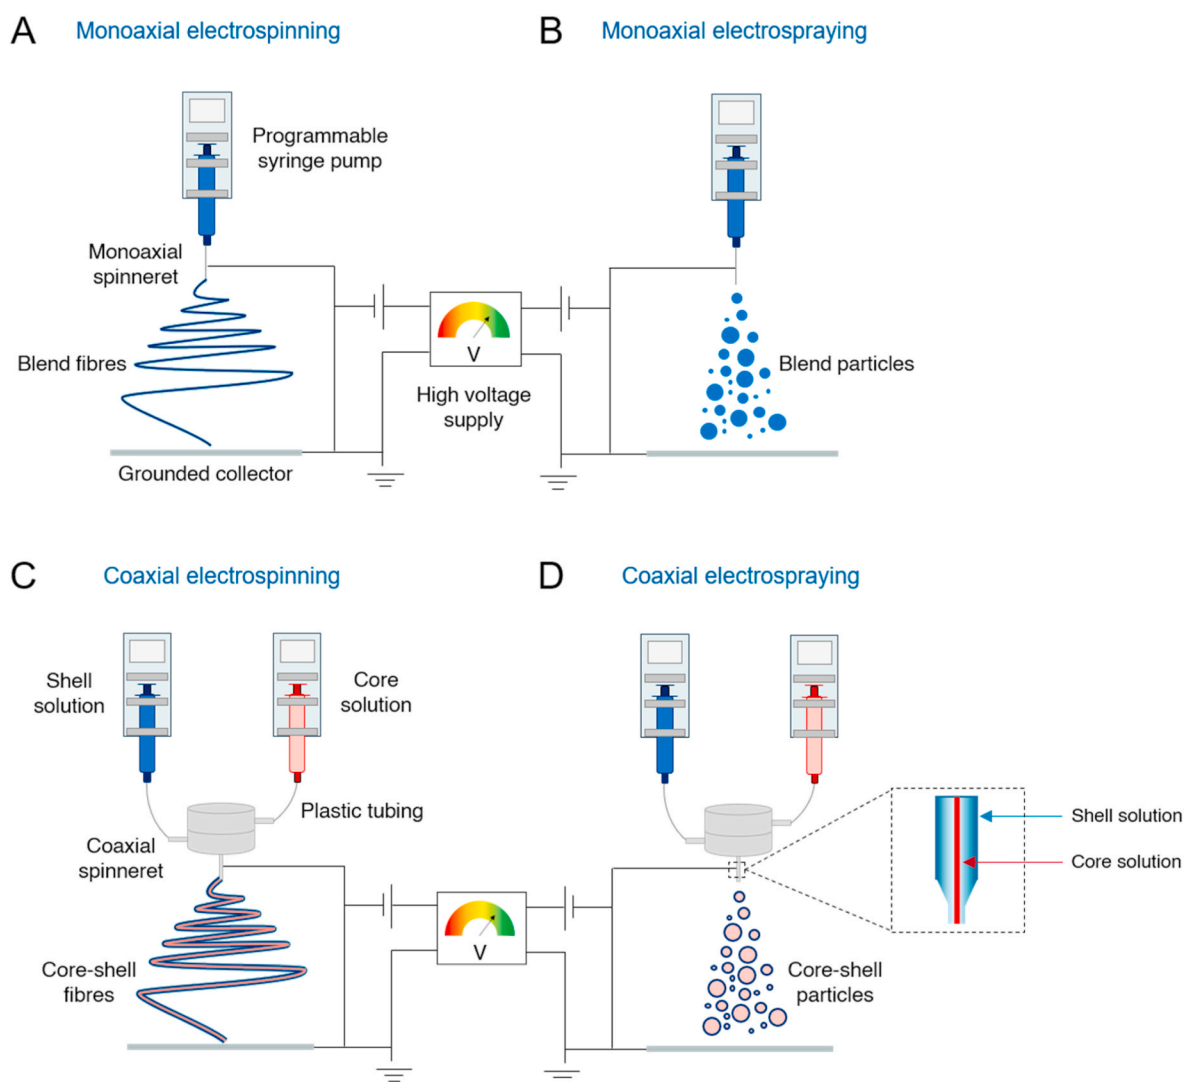 A Monoaxial electrospinning
B Monoaxial electrospraying
Programmable
syringe pump
Monoaxial
spinneret
Blend fibres
V
High voltage
supply
Grounded collector
Blend particles
C Coaxial electrospinning
D Coaxial electrospraying
Shell
solution
Core
solution
Plastic tubing
Coaxial
spinneret
Core-shell
fibres
V
Core-shell
particles
Shell solution
Core solution